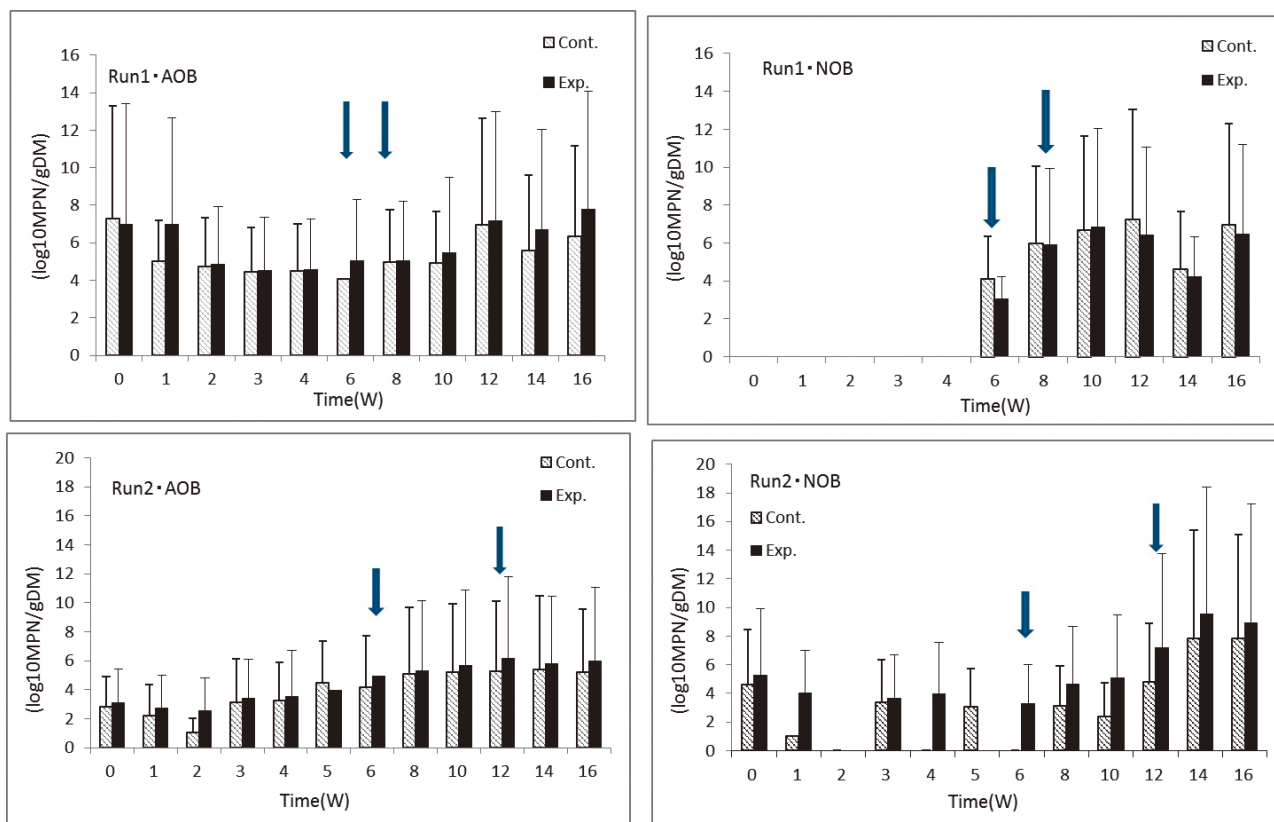 (log10MPN/gDM)
16
14
12
10
8
6
4
2
0
Run1・AOB
Cont.
Exp.
0 1 2 3 4 6 8 10 12 14 16
Time(W)
(log10MPN/gDM)
16
14
12
10
8
6
4
2
0
Run1・NOB
Cont.
Exp.
0 1 2 3 4 6 8 10 12 14 16
Time(W)
(log10MPN/gDM)
20
18
16
14
12
10
8
6
4
2
0
Run2・AOB
Cont.
Exp.
0 1 2 3 4 5 6 8 10 12 14 16
Time(W)
(log10MPN/gDM)
20
18
16
14
12
10
8
6
4
2
0
Run2・NOB
Cont.
Exp.
0 1 2 3 4 5 6 8 10 12 14 16
Time(W)